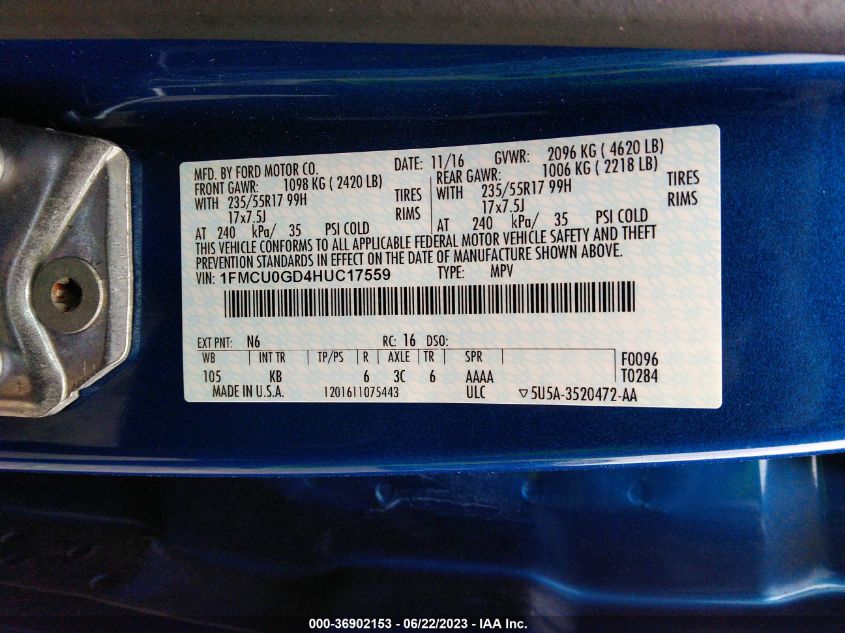 MFD. BY FORD MOTOR CO. DATE: 11/16 GVWR: 2096 KG ( 4620 LB)
FRONT GAWR: 1098 KG ( 2420 LB) REAR GAWR: 1006 KG ( 2218 LB)
WITH 235/55R17 99H TIRES WITH 235/55R17 99H TIRES
17x7.5J RIMS 17x7.5J RIMS
AT 240 kPa/ 35 PSI COLD AT 240 kPa/ 35 PSI COLD
THIS VEHICLE CONFORMS TO ALL APPLICABLE FEDERAL MOTOR VEHICLE SAFETY AND THEFT
PREVENTION STANDARDS IN EFFECT ON THE DATE OF MANUFACTURE SHOWN ABOVE.
VIN: 1FMCU0GD4HUC17559 TYPE: MPV
EXT PNT: N6 RC: 16 DSO:
WB INT TR TP/PS R AXLE TR SPR F0096
105 KB 6 3C 6 AAAA T0284
MADE IN U.S.A. 1201611075443 ULC ▽5U5A-3520472-AA
000-36902153 - 06/22/2023 - IAA Inc.